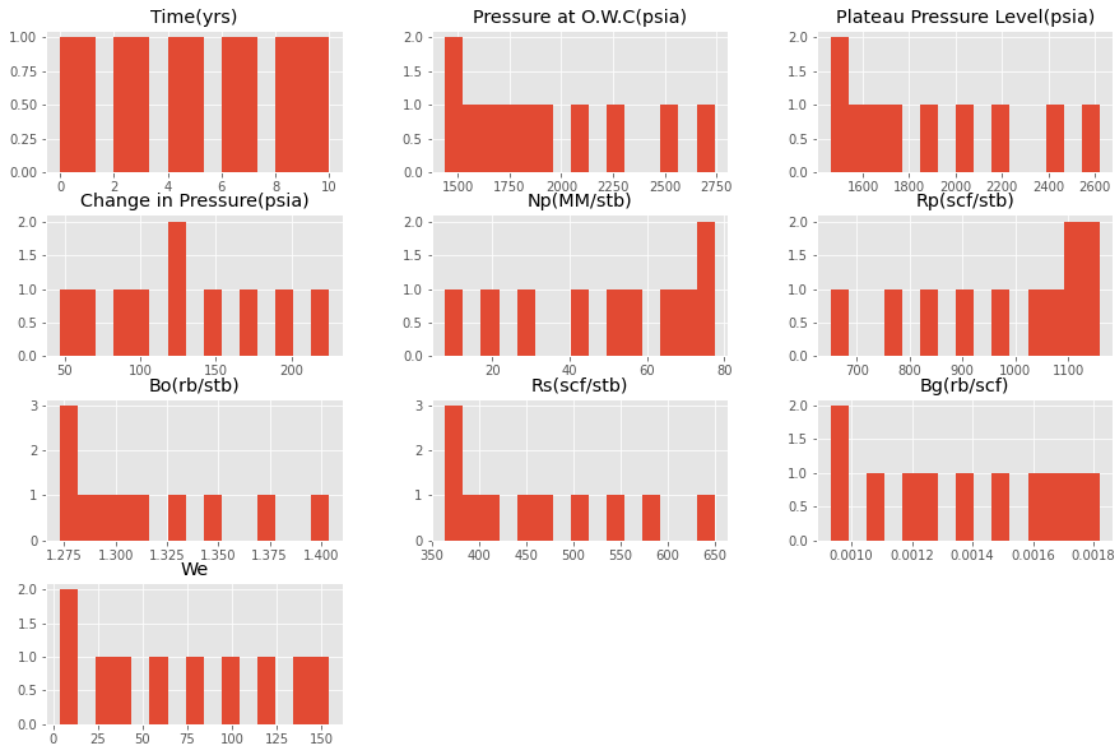 Time(yrs) Pressure at O.W.C(psia) Plateau Pressure Level(psia)
1.00 2.0 2.0
0.75 1.5 1.5
0.50 1.0 1.0
0.25 0.5 0.5
0.00 0.0 0.0
0 2 4 6 8 10 1500 1750 2000 2250 2500 2750 1600 1800 2000 2200 2400 2600
Change in Pressure(psia) Np(MM/stb) Rp(scf/stb)
2.0 2.0 2.0
1.5 1.5 1.5
1.0 1.0 1.0
0.5 0.5 0.5
0.0 0.0 0.0
50 100 150 200 20 40 60 80 700 800 900 1000 1100
Bo(rb/stb) Rs(scf/stb) Bg(rb/scf)
3 3 2.0
2 2 1.5
1 1 1.0
0.5
0 0 0.0
1.275 1.300 1.325 1.350 1.375 1.400 350 400 450 500 550 600 650 0.0010 0.0012 0.0014 0.0016 0.0018
We
2.0
1.5
1.0
0.5
0.0
0 25 50 75 100 125 150